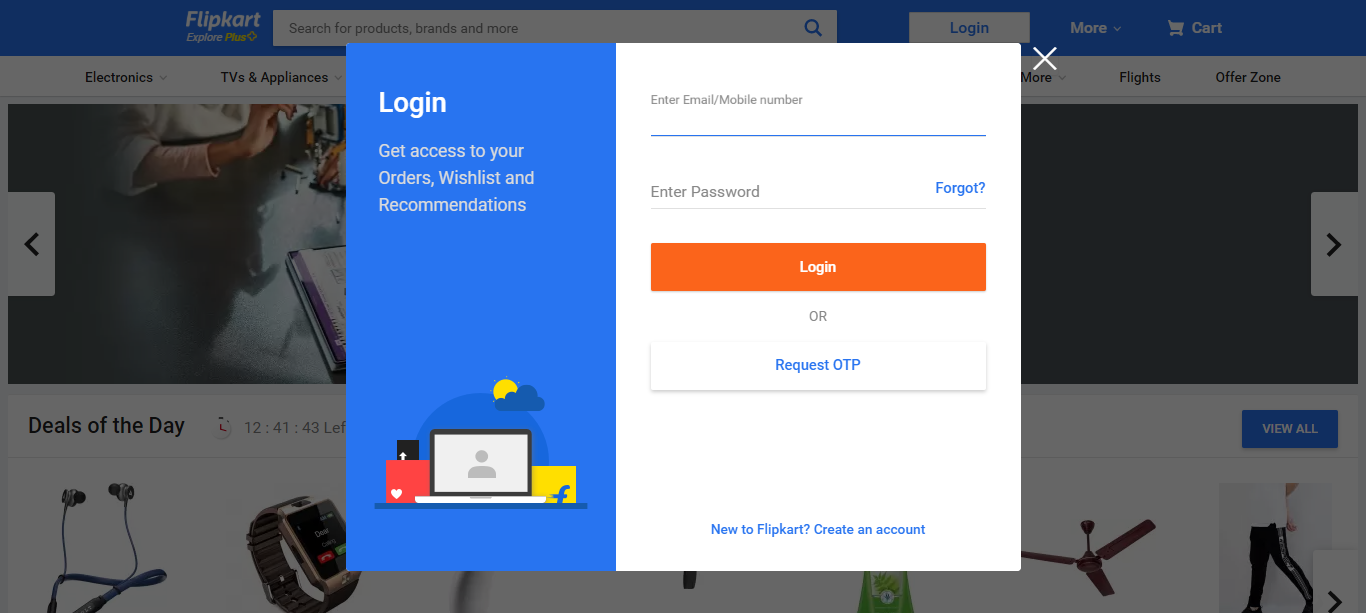 Flipkart
Explore Plus
Search for products, brands and more
Login
More
Cart
Electronics
TVs & Appliances
More
Flights
Offer Zone
Login
Get access to your
Orders, Wishlist and
Recommendations
Enter Email/Mobile number
Enter Password
Forgot?
Login
OR
Request OTP
New to Flipkart? Create an account
Deals of the Day
12 : 41 : 43 Lef
VIEW ALL